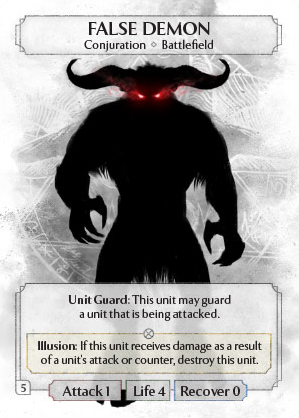 FALSE DEMON
Conjuration ◇ Battlefield
Unit Guard: This unit may guard
a unit that is being attacked.
Illusion: If this unit receives damage as a result
of a unit's attack or counter, destroy this unit.
5
Attack 1 Life 4 Recover 0